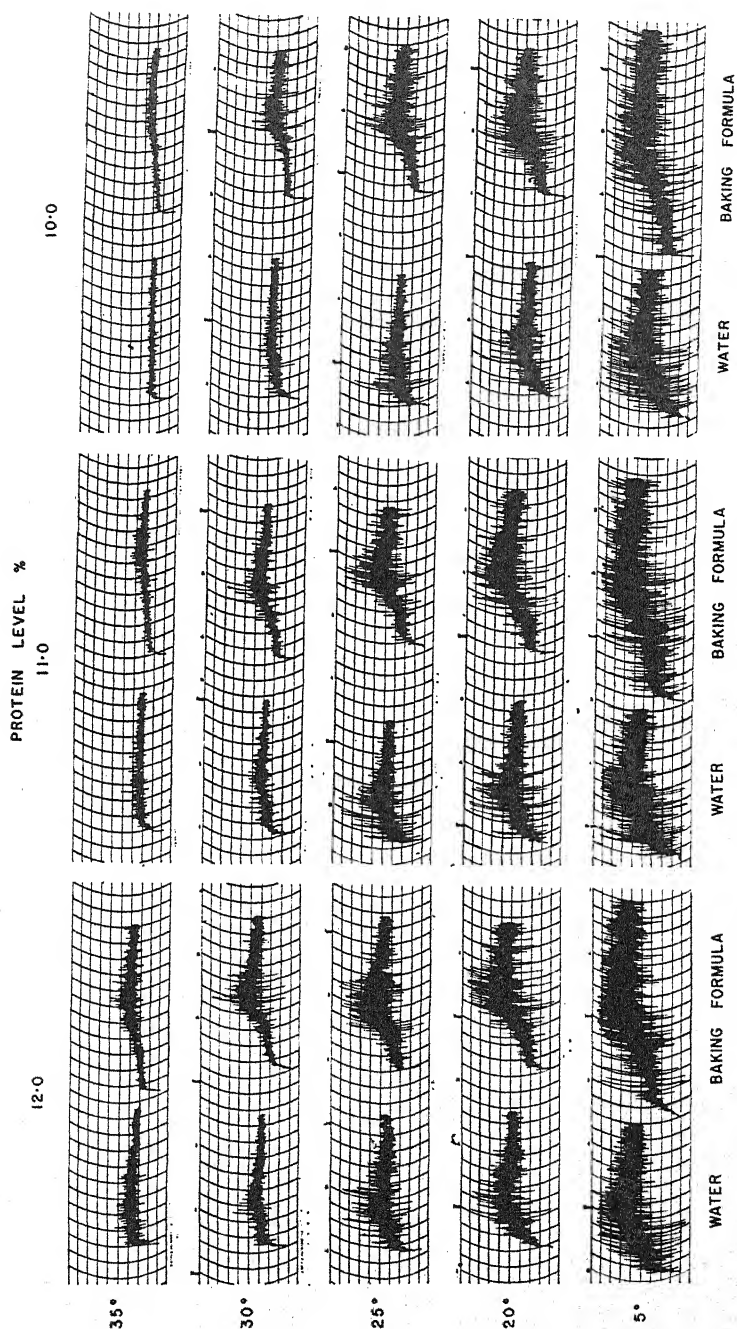 PROTEIN LEVEL %
12·0 11·0 10·0
35°
30°
25°
20°
5°
WATER BAKING FORMULA WATER BAKING FORMULA WATER BAKING FORMULA